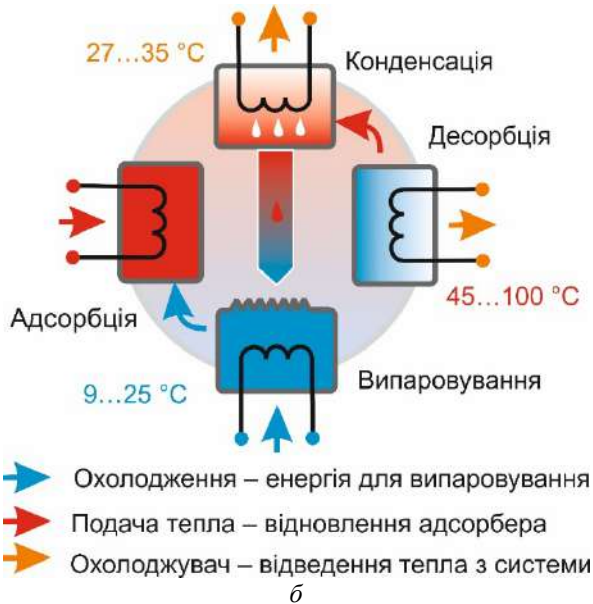 27...35 °C
Конденсація
Десорбція
45...100 °C
Адсорбція
9...25 °C
Випаровування
Охолодження – енергія для випаровування
Подача тепла – відновлення адсорбера
Охолоджувач – відведення тепла з системи
б